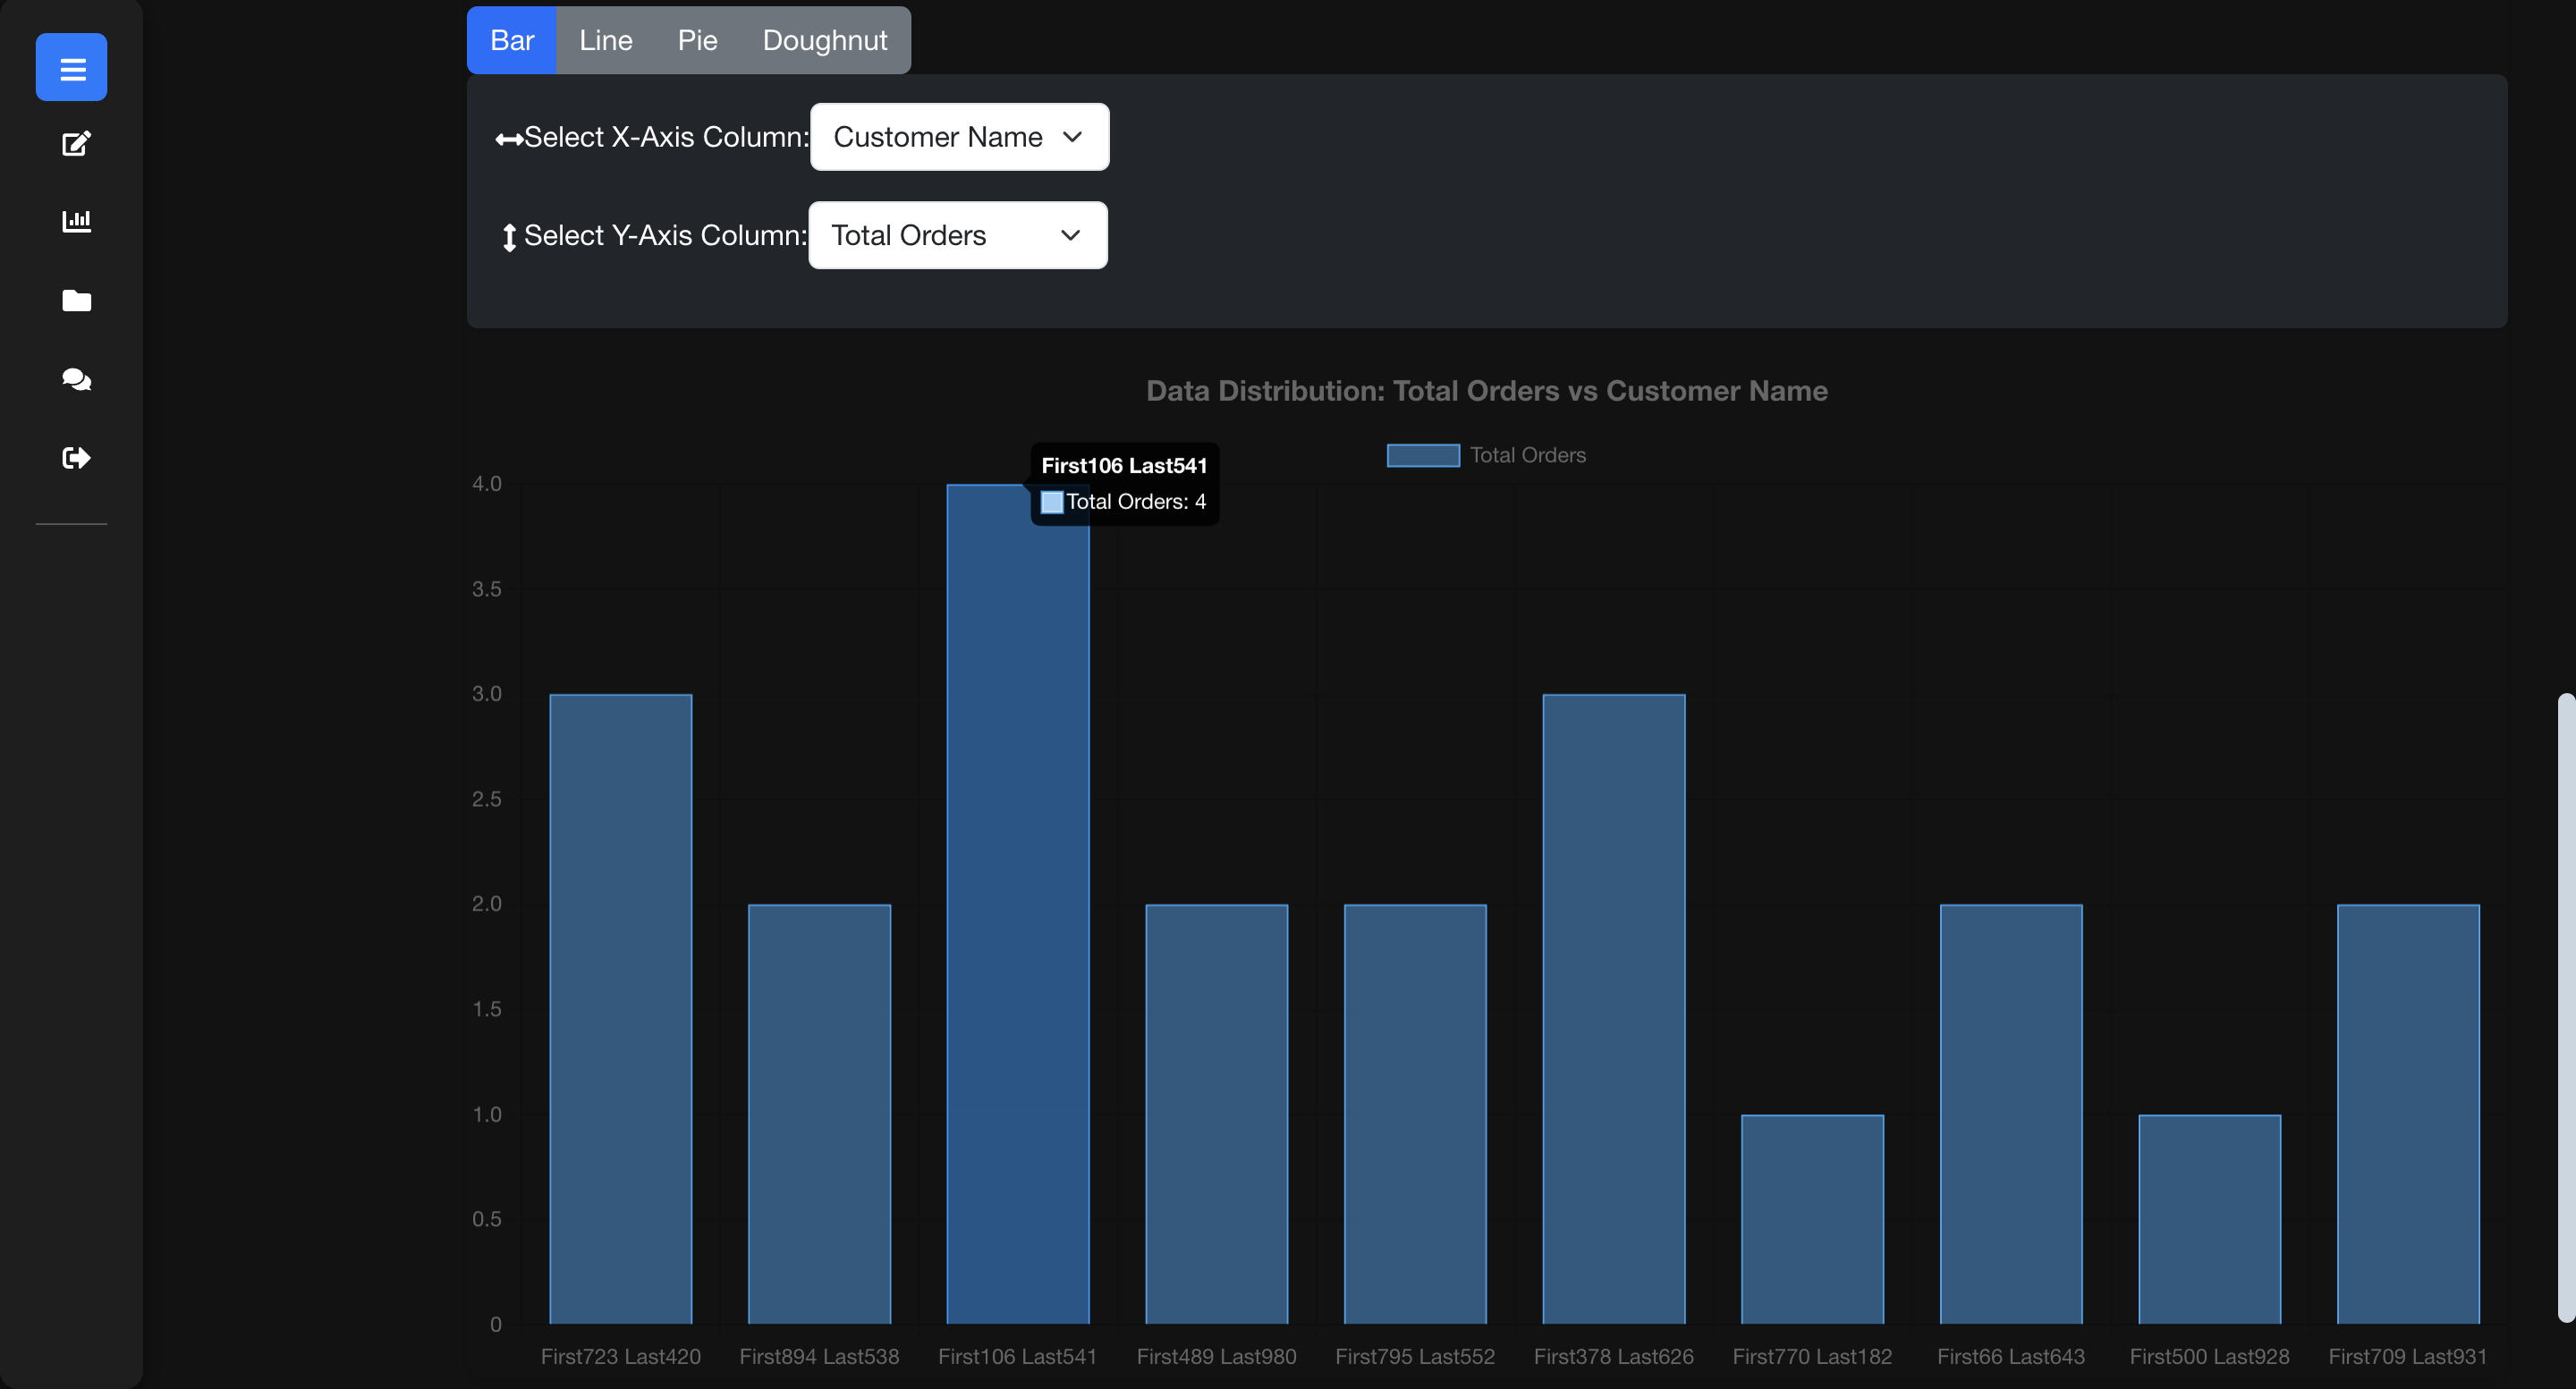 Bar Line Pie Doughnut
Select X-Axis Column: Customer Name
Select Y-Axis Column: Total Orders
Data Distribution: Total Orders vs Customer Name
Total Orders
First106 Last541
Total Orders: 4
4.0
3.5
3.0
2.5
2.0
1.5
1.0
0.5
0
First723 Last420 First894 Last538 First106 Last541 First489 Last980 First795 Last552 First378 Last626 First770 Last182 First66 Last643 First500 Last928 First709 Last931